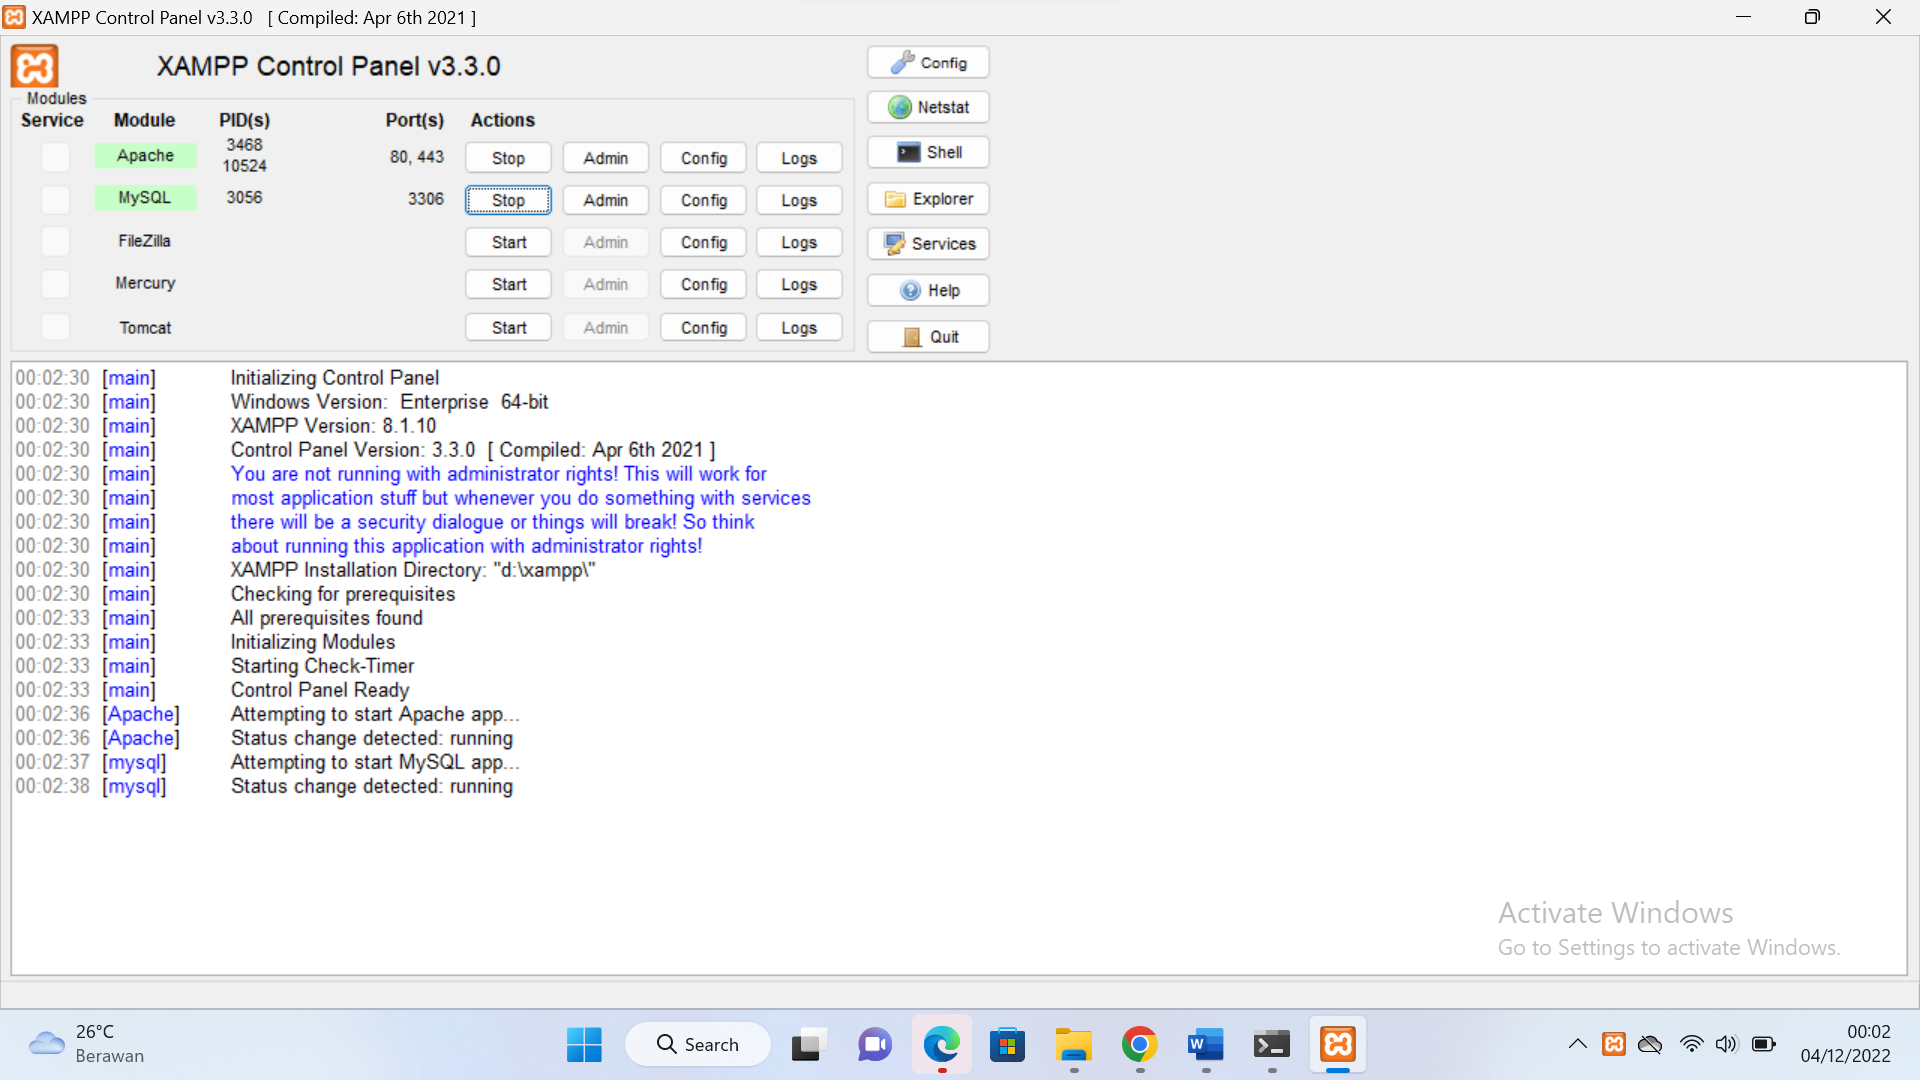 XAMPP Control Panel v3.3.0 [ Compiled: Apr 6th 2021 ]
XAMPP Control Panel v3.3.0
Modules
Service Module PID(s) Port(s) Actions
Apache 3468 10524 80, 443 Stop Admin Config Logs
MySQL 3056 3306 Stop Admin Config Logs
FileZilla Start Admin Config Logs
Mercury Start Admin Config Logs
Tomcat Start Admin Config Logs
Config
Netstat
Shell
Explorer
Services
Help
Quit
00:02:30 [main] Initializing Control Panel
00:02:30 [main] Windows Version: Enterprise 64-bit
00:02:30 [main] XAMPP Version: 8.1.10
00:02:30 [main] Control Panel Version: 3.3.0 [ Compiled: Apr 6th 2021 ]
00:02:30 [main] You are not running with administrator rights! This will work for
00:02:30 [main] most application stuff but whenever you do something with services
00:02:30 [main] there will be a security dialogue or things will break! So think
00:02:30 [main] about running this application with administrator rights!
00:02:30 [main] XAMPP Installation Directory: "d:\xampp\"
00:02:30 [main] Checking for prerequisites
00:02:33 [main] All prerequisites found
00:02:33 [main] Initializing Modules
00:02:33 [main] Starting Check-Timer
00:02:33 [main] Control Panel Ready
00:02:36 [Apache] Attempting to start Apache app...
00:02:36 [Apache] Status change detected: running
00:02:37 [mysql] Attempting to start MySQL app...
00:02:38 [mysql] Status change detected: running
Activate Windows
Go to Settings to activate Windows.
26°C
Berawan
Search
W
00:02
04/12/2022